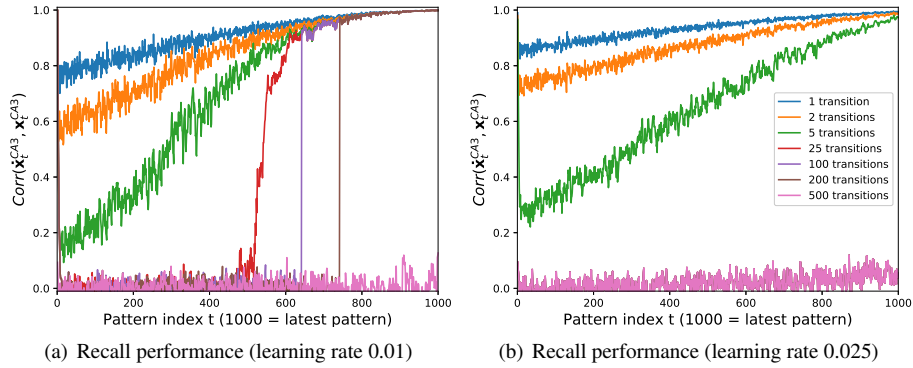 1.0
0.8
0.6
0.4
0.2
0.0
Corr(ẋ_t^CA3, x_t^CA3)
0 200 400 600 800 1000
Pattern index t (1000 = latest pattern)
(a) Recall performance (learning rate 0.01)
1.0
0.8
0.6
0.4
0.2
0.0
Corr(ẋ_t^CA3, x_t^CA3)
1 transition
2 transitions
5 transitions
25 transitions
100 transitions
200 transitions
500 transitions
0 200 400 600 800 1000
Pattern index t (1000 = latest pattern)
(b) Recall performance (learning rate 0.025)